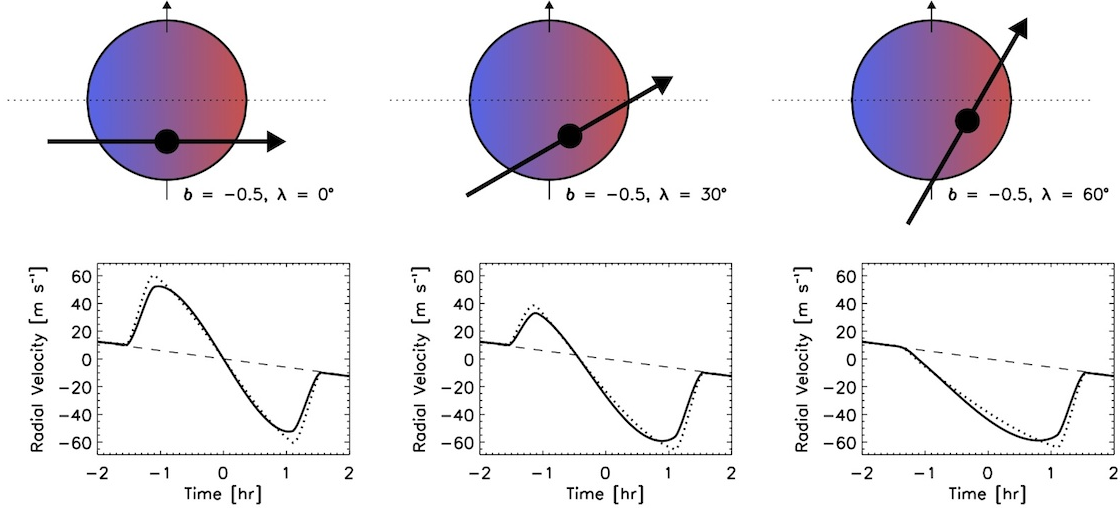 b = −0.5, λ = 0°
b = −0.5, λ = 30°
b = −0.5, λ = 60°
Radial Velocity [m s⁻¹]
60
40
20
0
−20
−40
−60
−2 −1 0 1 2
Time [hr]
Radial Velocity [m s⁻¹]
60
40
20
0
−20
−40
−60
−2 −1 0 1 2
Time [hr]
Radial Velocity [m s⁻¹]
60
40
20
0
−20
−40
−60
−2 −1 0 1 2
Time [hr]